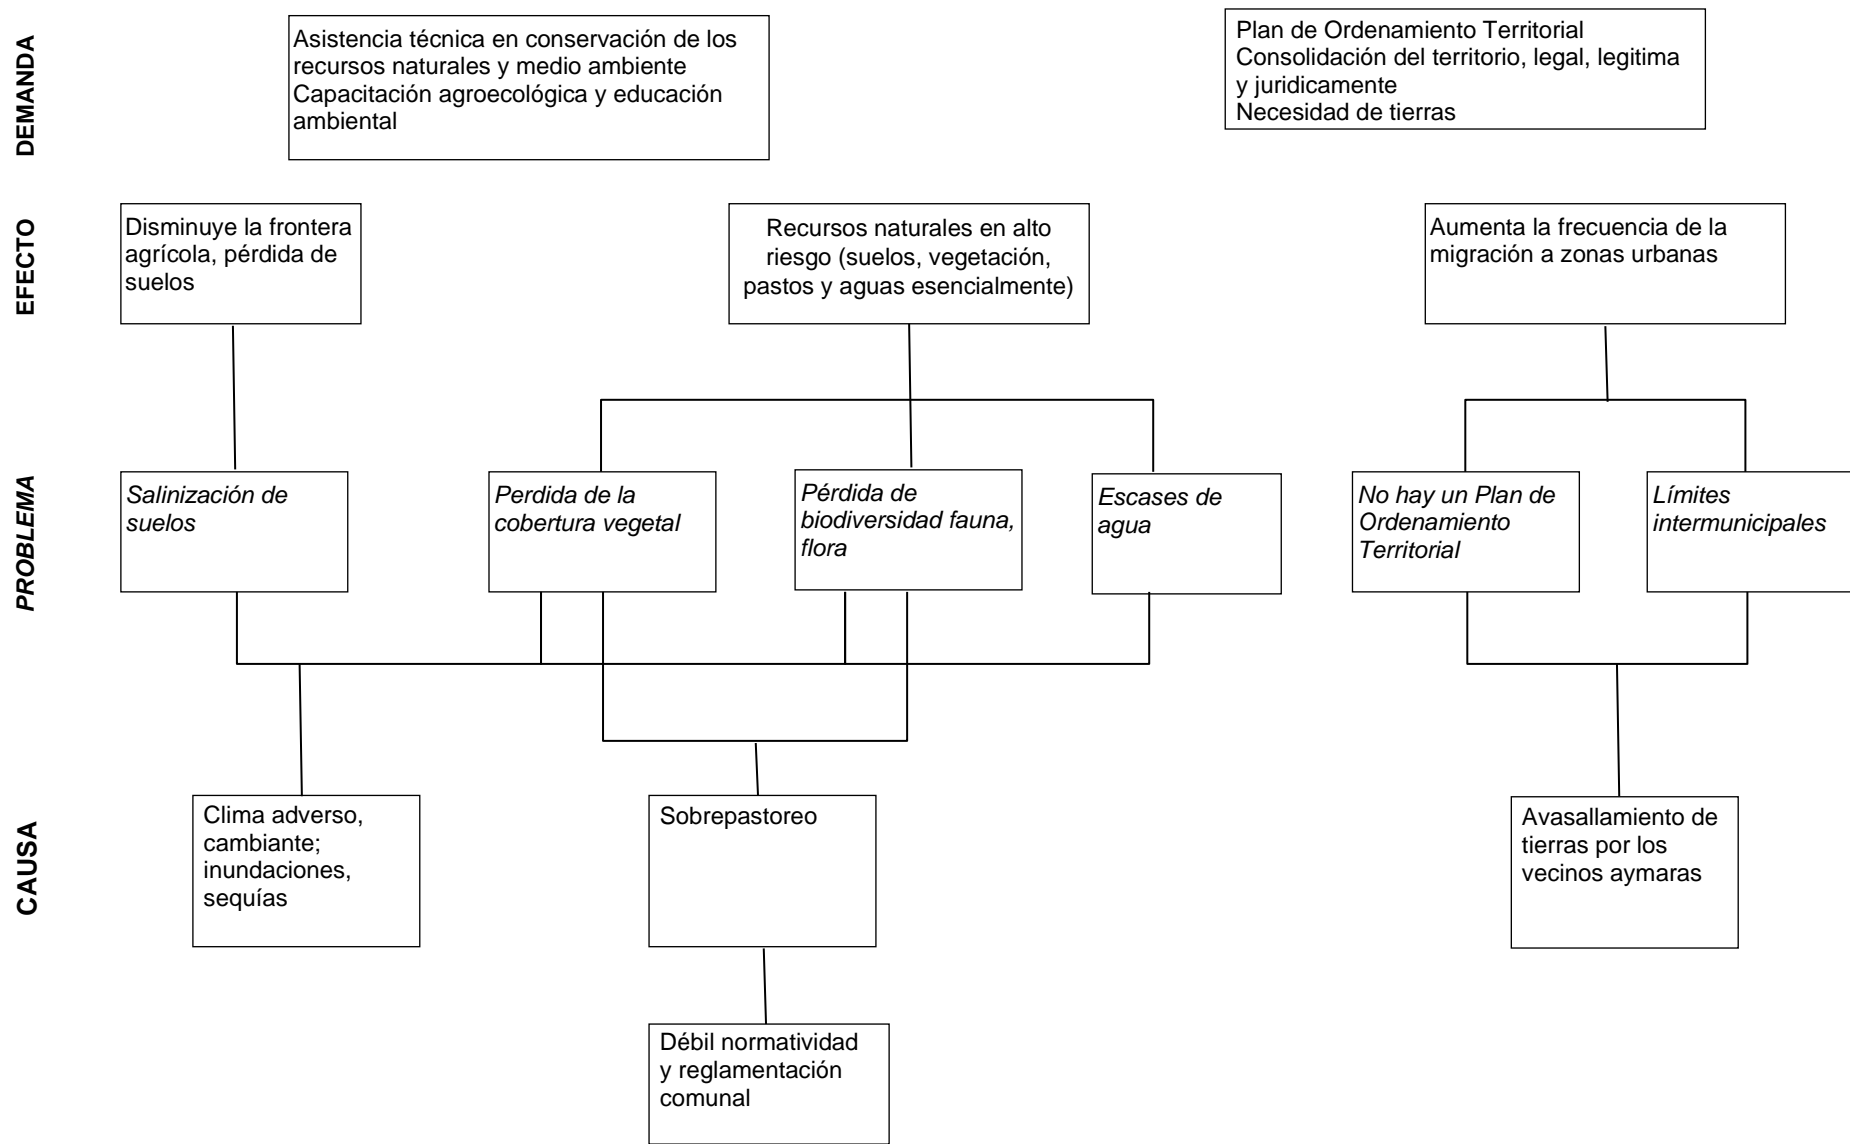 DEMANDA
Asistencia técnica en conservación de los
recursos naturales y medio ambiente
Capacitación agroecológica y educación
ambiental
Plan de Ordenamiento Territorial
Consolidación del territorio, legal, legitima
y juridicamente
Necesidad de tierras
EFECTO
Disminuye la frontera
agrícola, pérdida de
suelos
Recursos naturales en alto
riesgo (suelos, vegetación,
pastos y aguas esencialmente)
Aumenta la frecuencia de la
migración a zonas urbanas
PROBLEMA
Salinización de
suelos
Perdida de la
cobertura vegetal
Pérdida de
biodiversidad fauna,
flora
Escases de
agua
No hay un Plan de
Ordenamiento
Territorial
Límites
intermunicipales
CAUSA
Clima adverso,
cambiante;
inundaciones,
sequías
Sobrepastoreo
Avasallamiento de
tierras por los
vecinos aymaras
Débil normatividad
y reglamentación
comunal